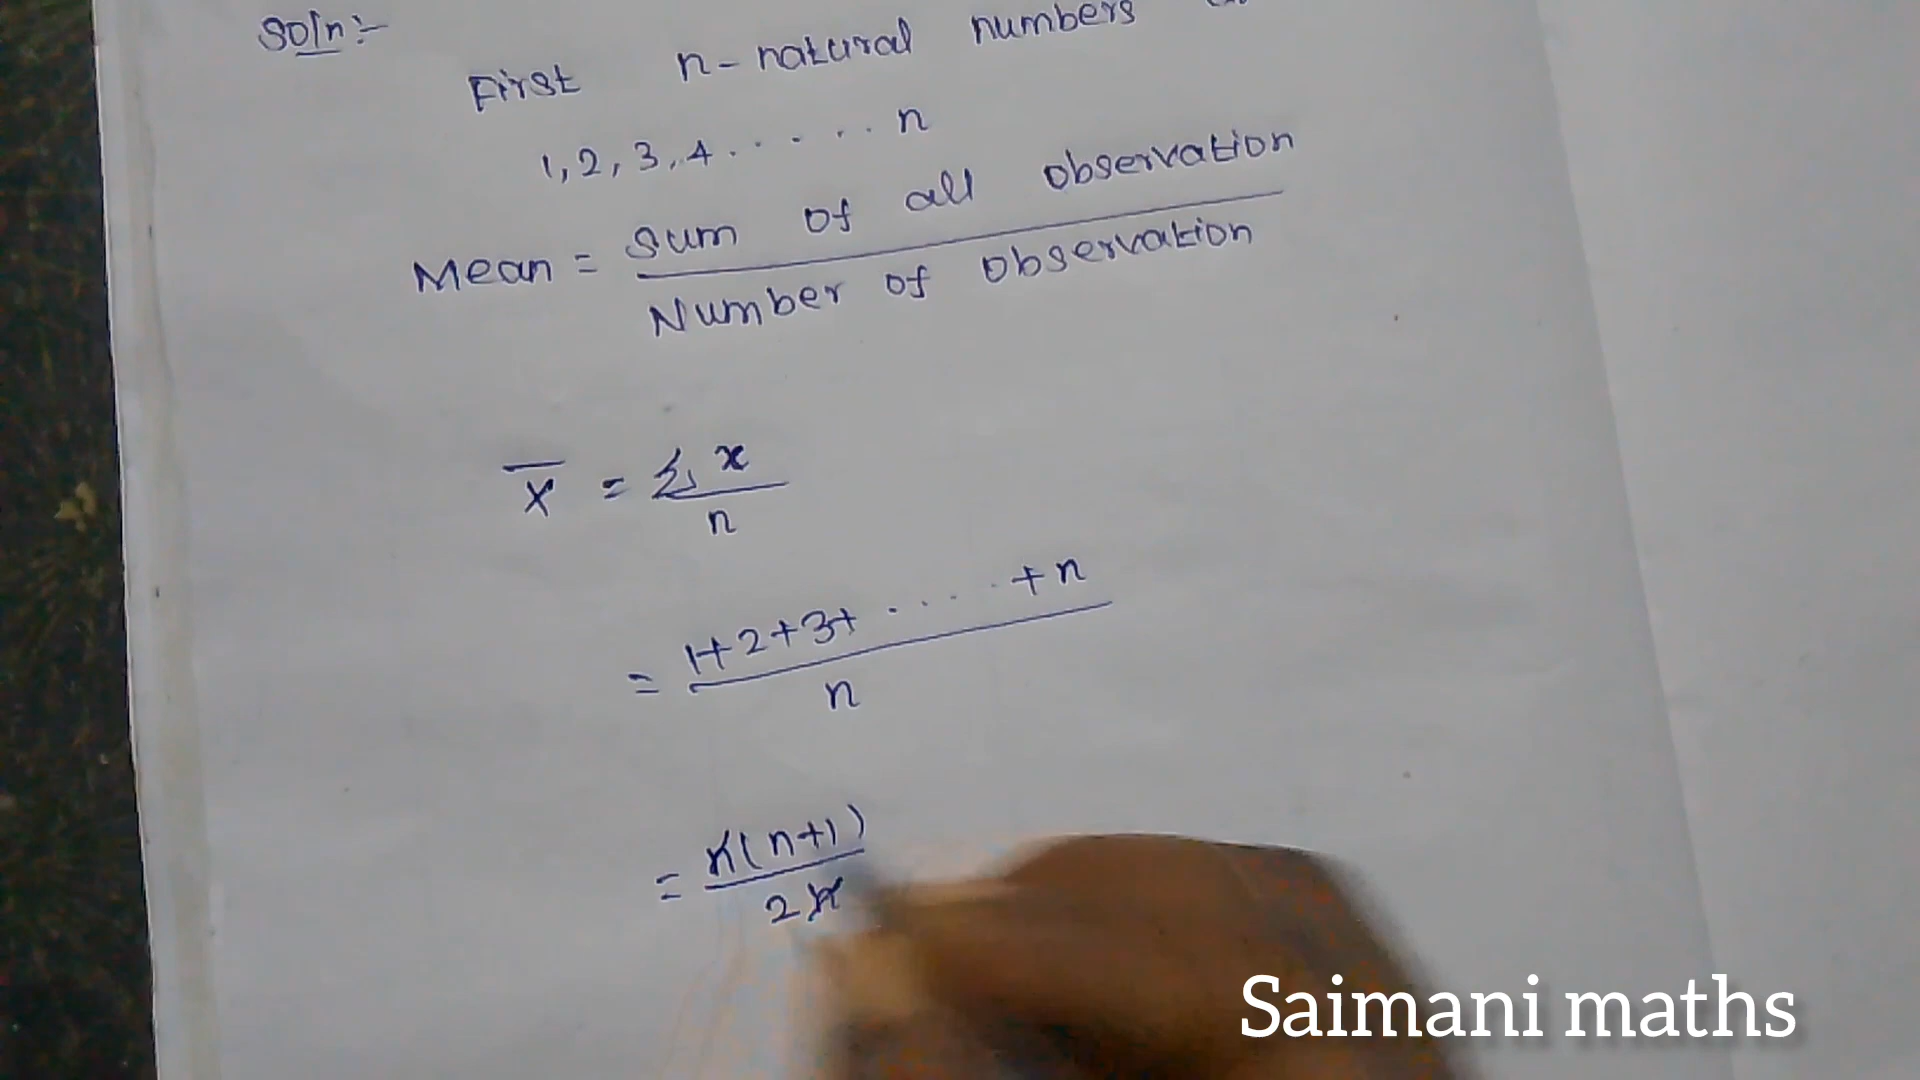 Soln:-
First n-natural numbers
1, 2, 3, 4 . . . . . . n
Mean = Sum of all observation / Number of observation
x̄ = Σx / n
= 1+2+3+ . . . . +n / n
= n(n+1) / 2n
Saimani maths